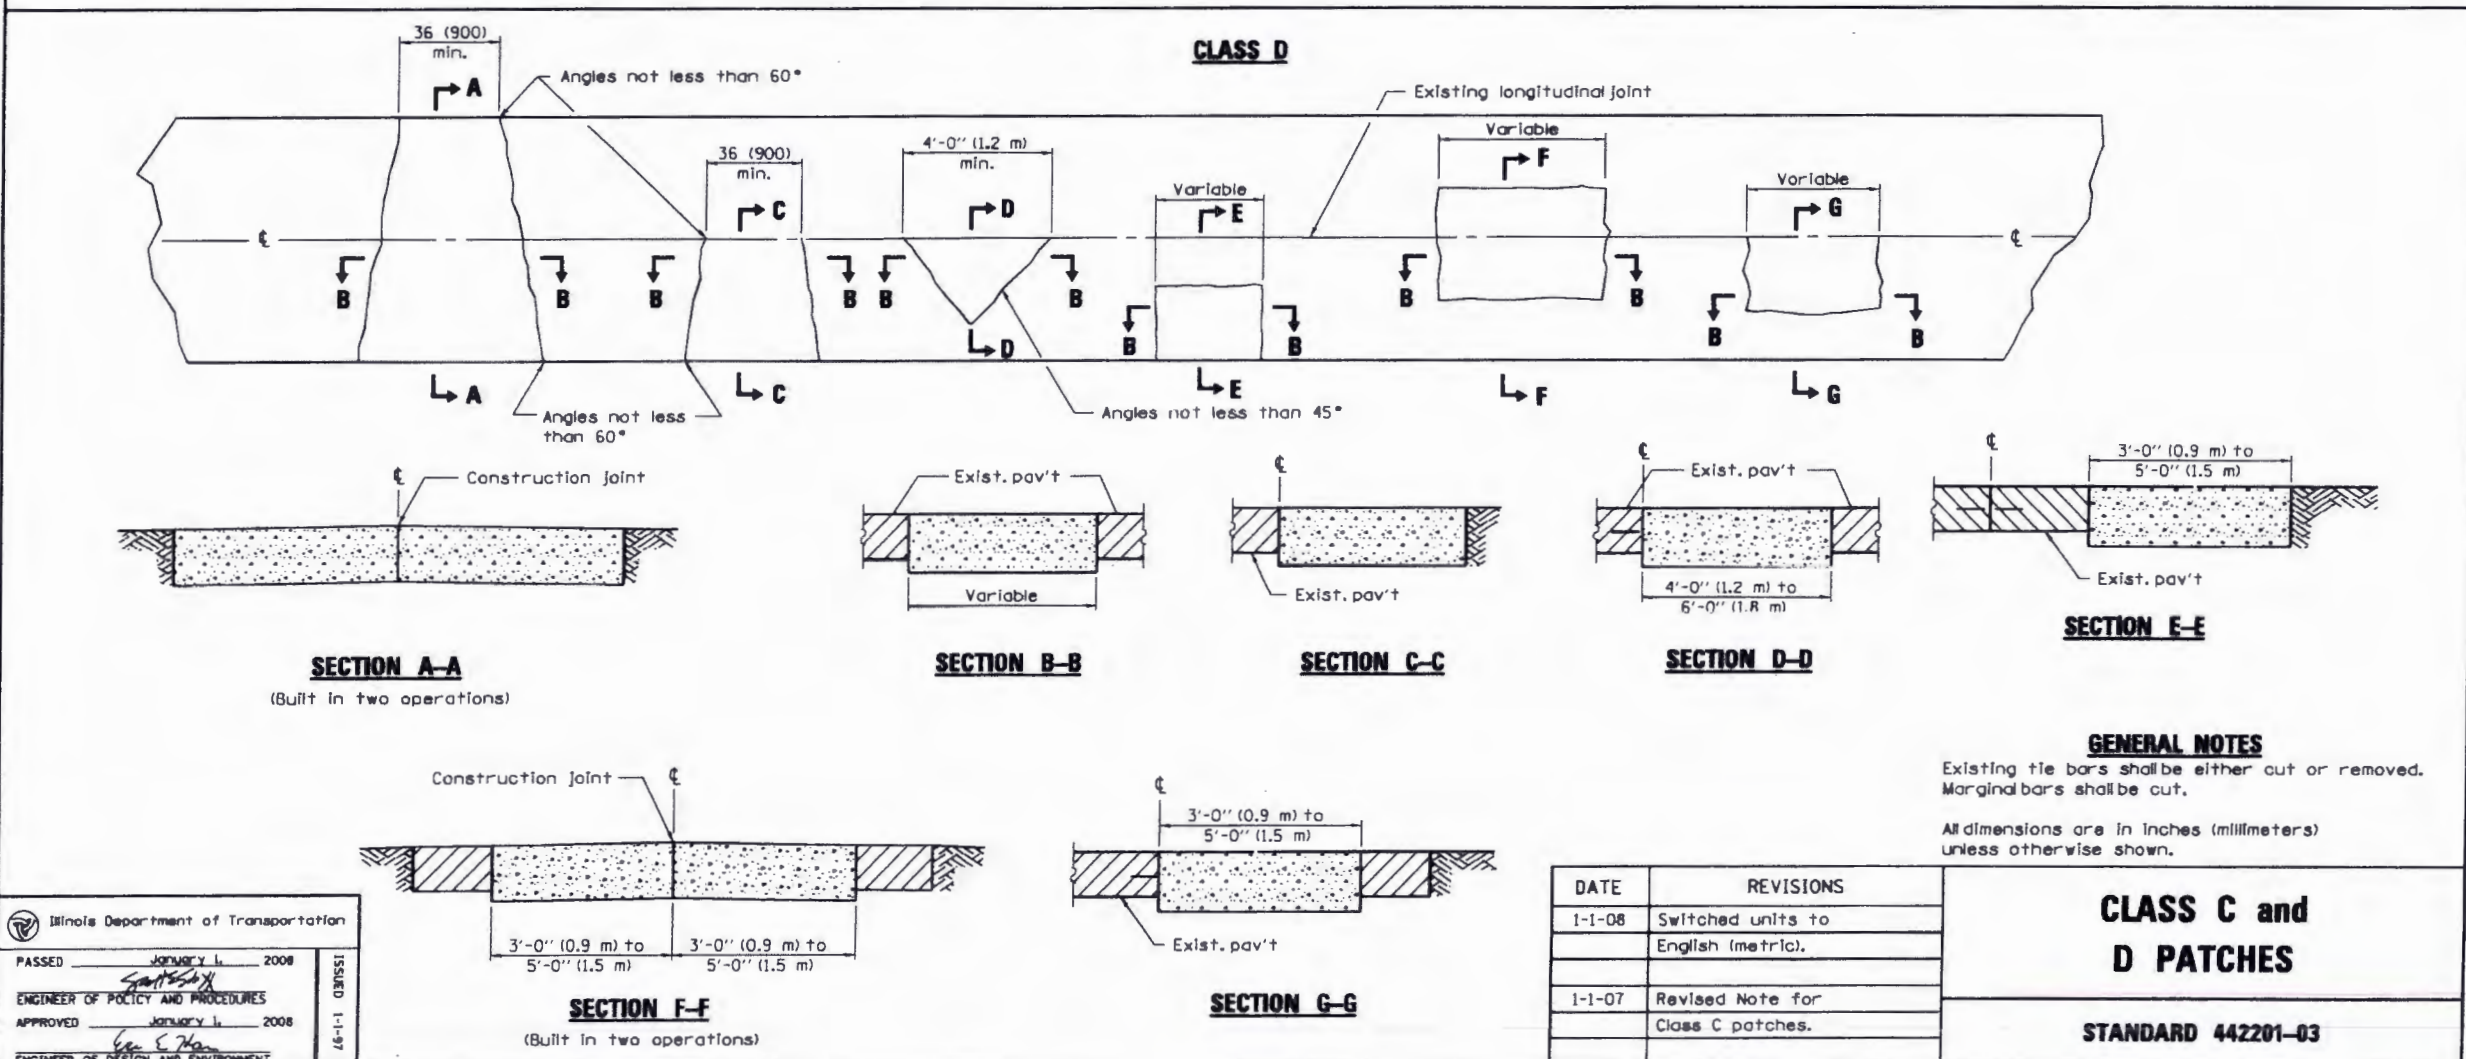 CLASS D
36 (900)
min.
A
Angles not less than 60°
Existing longitudinal joint
36 (900)
min.
4'-0'' (1.2 m)
min.
Variable
Variable
Variable
C
D
E
F
G
℄
℄
B
B
B
B
B
B
B
B
B
B
B
B
A
C
D
E
F
G
Angles not less
than 60°
Angles not less than 45°
℄
Construction joint
SECTION A–A
(Built in two operations)
Exist. pav't
Variable
SECTION B–B
℄
Exist. pav't
SECTION C–C
℄
Exist. pav't
4'-0'' (1.2 m) to
6'-0'' (1.8 m)
SECTION D–D
℄
3'-0'' (0.9 m) to
5'-0'' (1.5 m)
Exist. pav't
SECTION E–E
Construction joint
℄
3'-0'' (0.9 m) to
5'-0'' (1.5 m)
3'-0'' (0.9 m) to
5'-0'' (1.5 m)
SECTION F–F
(Built in two operations)
℄
3'-0'' (0.9 m) to
5'-0'' (1.5 m)
Exist. pav't
SECTION G–G
GENERAL NOTES
Existing tie bars shall be either cut or removed.
Marginal bars shall be cut.
All dimensions are in inches (millimeters)
unless otherwise shown.
Illinois Department of Transportation
PASSED January 1, 2008
ENGINEER OF POLICY AND PROCEDURES
APPROVED January 1, 2008
ENGINEER OF DESIGN AND ENVIRONMENT
ISSUED 1-1-97
DATE REVISIONS
1-1-08 Switched units to
English (metric).
1-1-07 Revised Note for
Class C patches.
CLASS C and
D PATCHES
STANDARD 442201–03